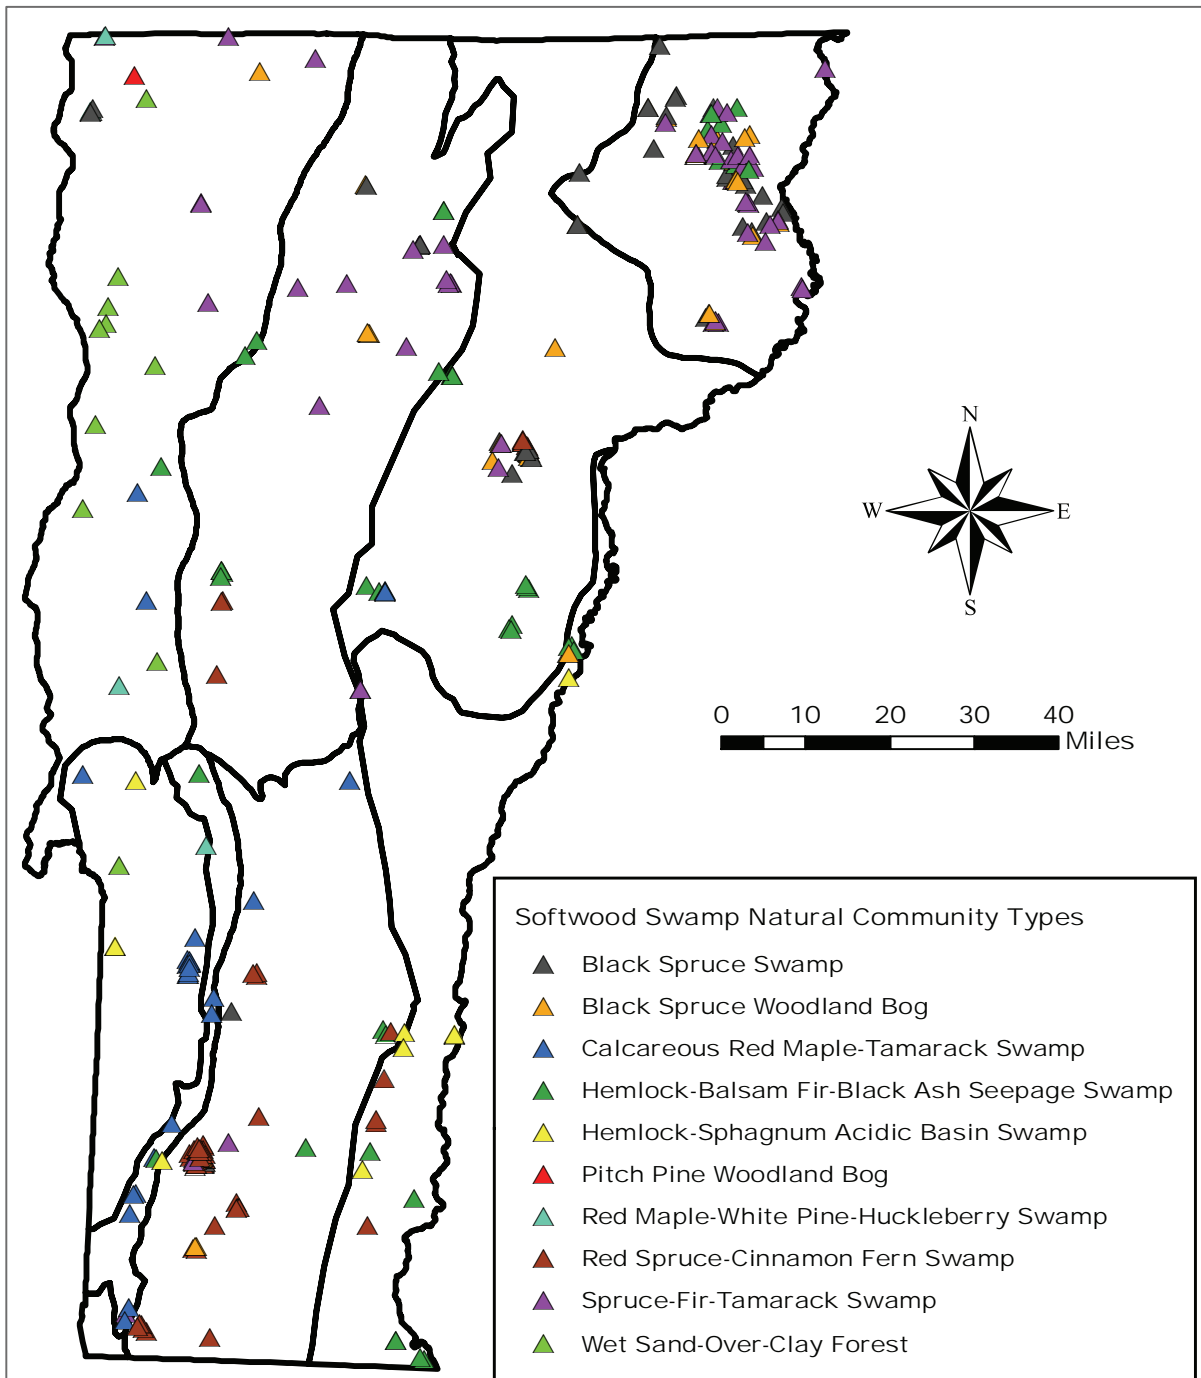 N
W
E
S
0 10 20 30 40
Miles
Softwood Swamp Natural Community Types
Black Spruce Swamp
Black Spruce Woodland Bog
Calcareous Red Maple-Tamarack Swamp
Hemlock-Balsam Fir-Black Ash Seepage Swamp
Hemlock-Sphagnum Acidic Basin Swamp
Pitch Pine Woodland Bog
Red Maple-White Pine-Huckleberry Swamp
Red Spruce-Cinnamon Fern Swamp
Spruce-Fir-Tamarack Swamp
Wet Sand-Over-Clay Forest